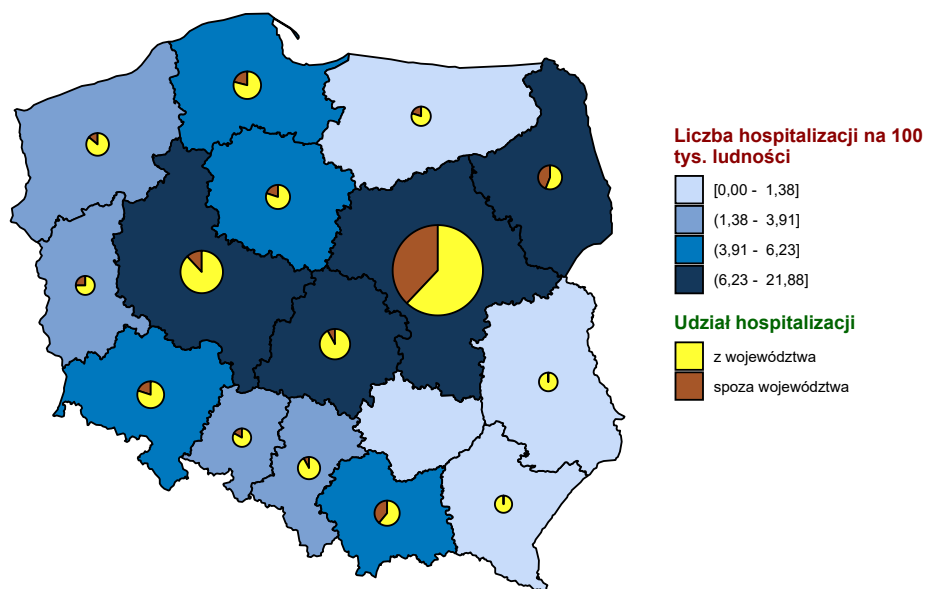 Liczba hospitalizacji na 100
tys. ludności
[0,00 - 1,38]
(1,38 - 3,91]
(3,91 - 6,23]
(6,23 - 21,88]
Udział hospitalizacji
z województwa
spoza województwa